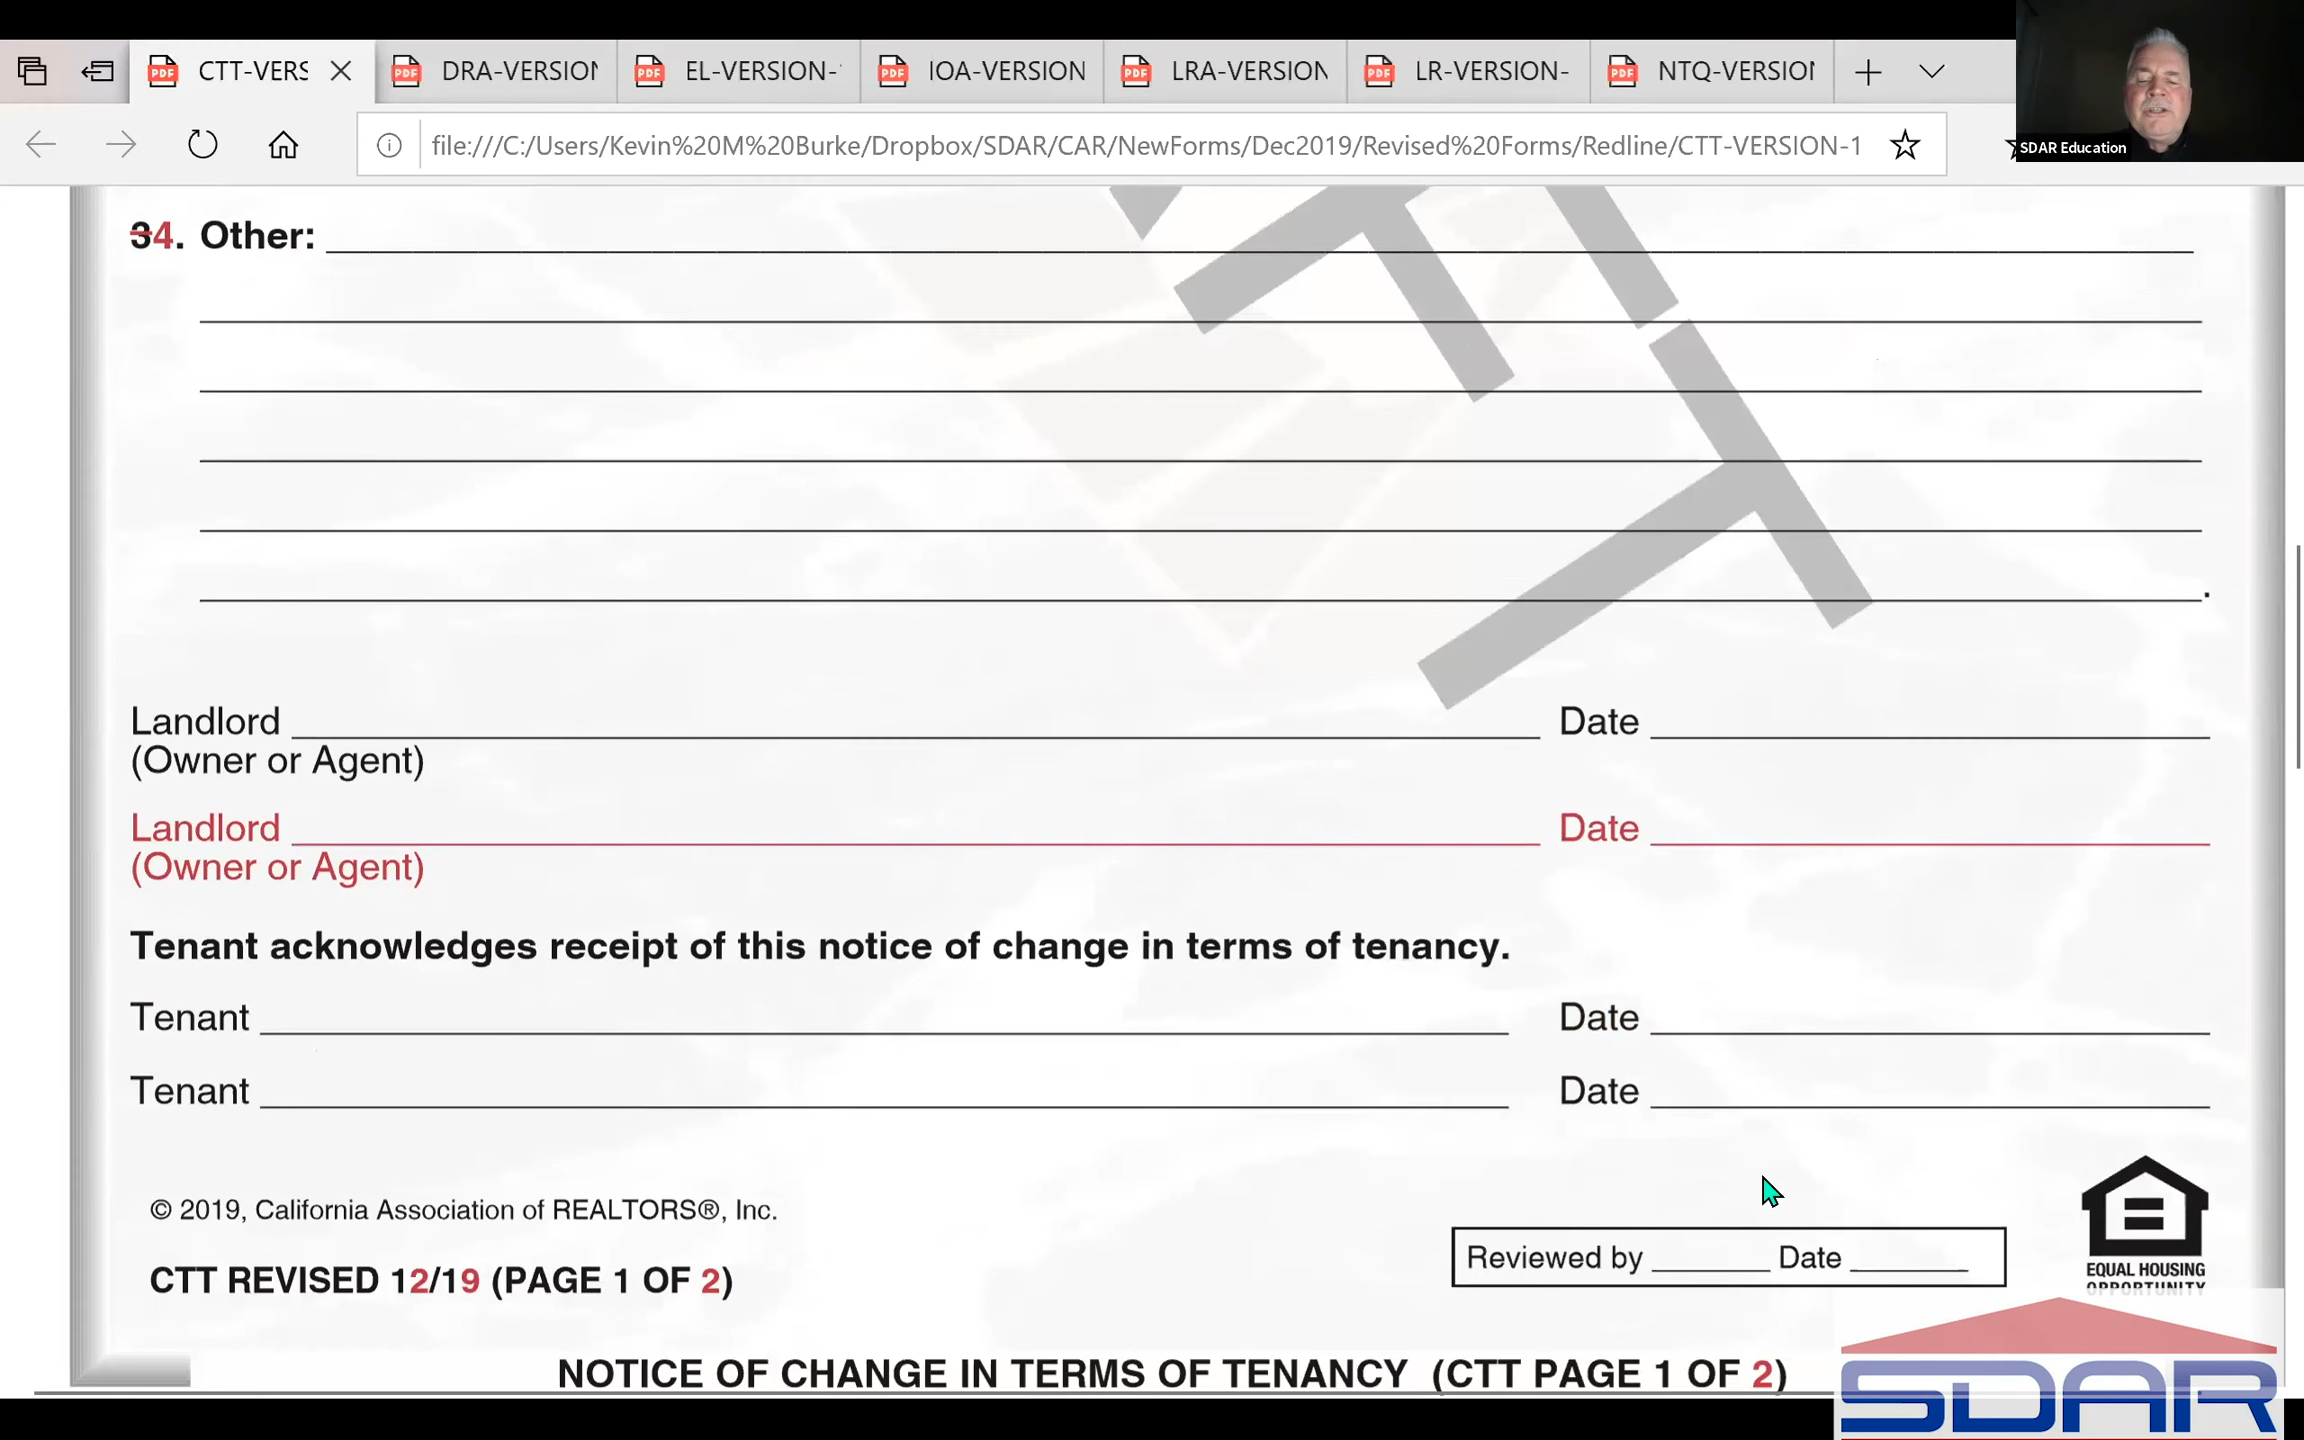 CTT-VERS
DRA-VERSION
EL-VERSION-
IOA-VERSION
LRA-VERSION
LR-VERSION-
NTQ-VERSION
file:///C:/Users/Kevin%20M%20Burke/Dropbox/SDAR/CAR/NewForms/Dec2019/Revised%20Forms/Redline/CTT-VERSION-1
SDAR Education
34. Other:
Landlord Date
(Owner or Agent)
Landlord Date
(Owner or Agent)
Tenant acknowledges receipt of this notice of change in terms of tenancy.
Tenant Date
Tenant Date
© 2019, California Association of REALTORS®, Inc.
Reviewed by Date
CTT REVISED 12/19 (PAGE 1 OF 2)
EQUAL HOUSING
OPPORTUNITY
NOTICE OF CHANGE IN TERMS OF TENANCY (CTT PAGE 1 OF 2)
SDAR